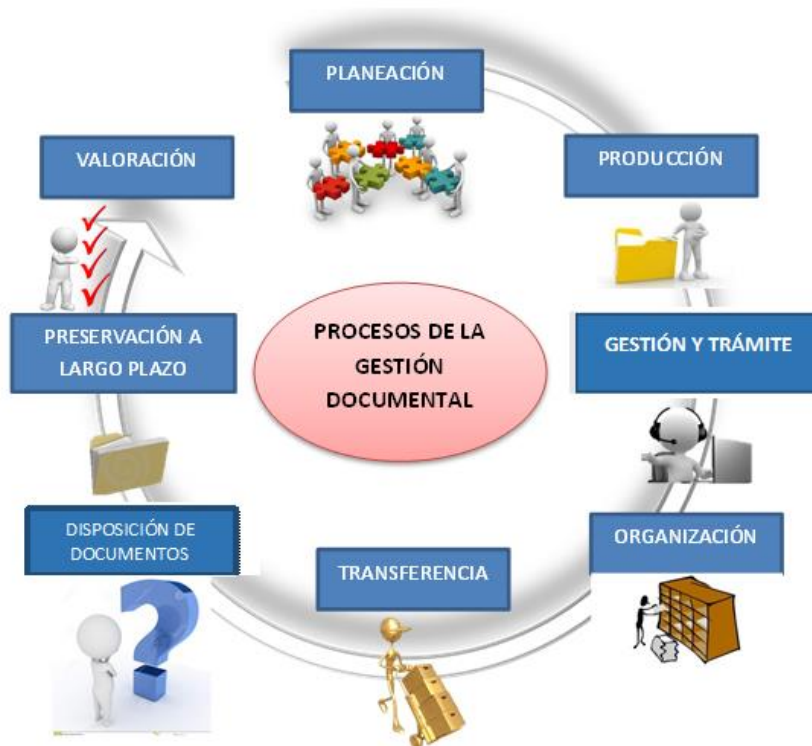 PLANEACIÓN
PRODUCCIÓN
GESTIÓN Y TRÁMITE
ORGANIZACIÓN
TRANSFERENCIA
DISPOSICIÓN DE
DOCUMENTOS
PRESERVACIÓN A
LARGO PLAZO
VALORACIÓN
PROCESOS DE LA
GESTIÓN
DOCUMENTAL